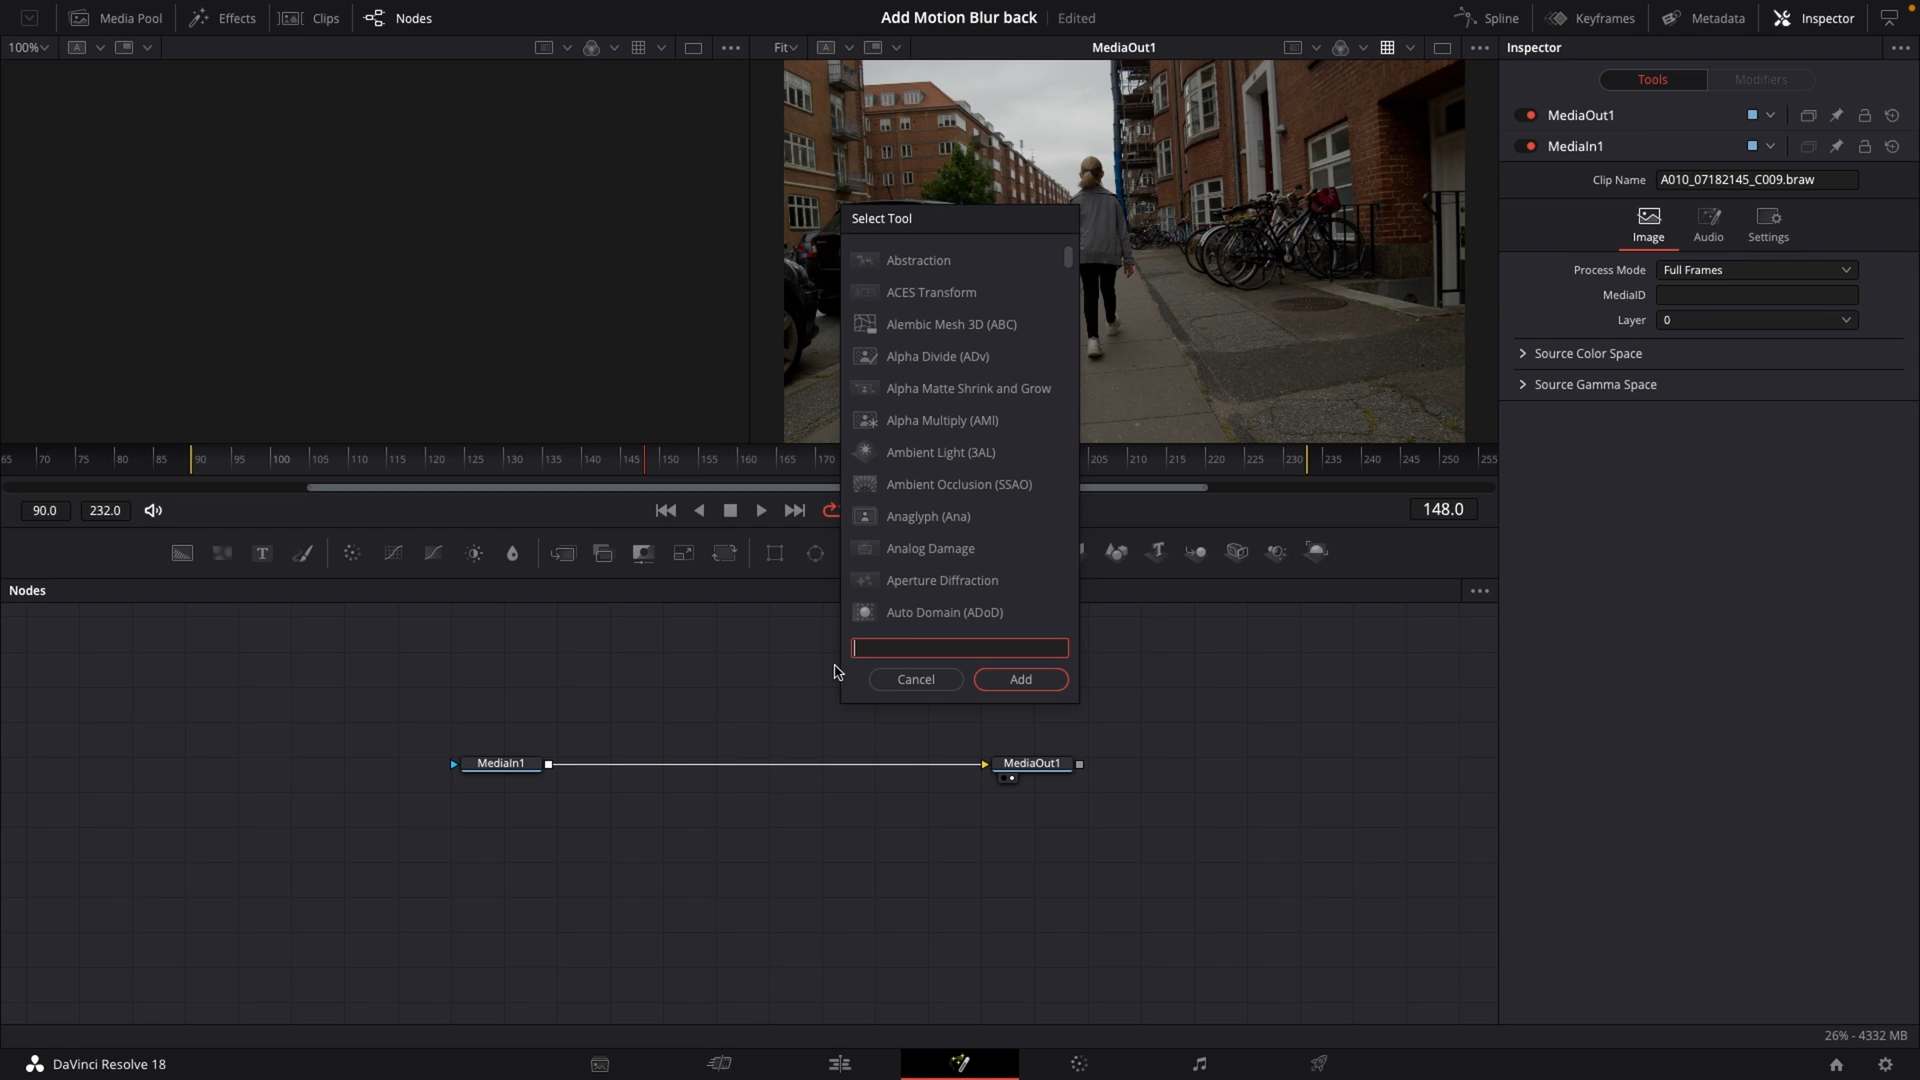 Media Pool
Effects
Clips
Nodes
Add Motion Blur back
Edited
Spline
Keyframes
Metadata
Inspector
100%
A
Fit
A
MediaOut1
Inspector
Tools
Modifiers
MediaOut1
MediaIn1
Clip Name
A010_07182145_C009.braw
Image
Audio
Settings
Process Mode
Full Frames
MediaID
Layer
0
Source Color Space
Source Gamma Space
Select Tool
Abstraction
ACES Transform
Alembic Mesh 3D (ABC)
Alpha Divide (ADv)
Alpha Matte Shrink and Grow
Alpha Multiply (AMl)
Ambient Light (3AL)
Ambient Occlusion (SSAO)
Anaglyph (Ana)
Analog Damage
Aperture Diffraction
Auto Domain (ADoD)
Cancel
Add
65 70 75 80 85 90 95 100 105 110 115 120 125 130 135 140 145 150 155 160 165 170 205 210 215 220 225 230 235 240 245 250 255
90.0
232.0
148.0
T
T
Nodes
MediaIn1
MediaOut1
26% - 4332 MB
DaVinci Resolve 18